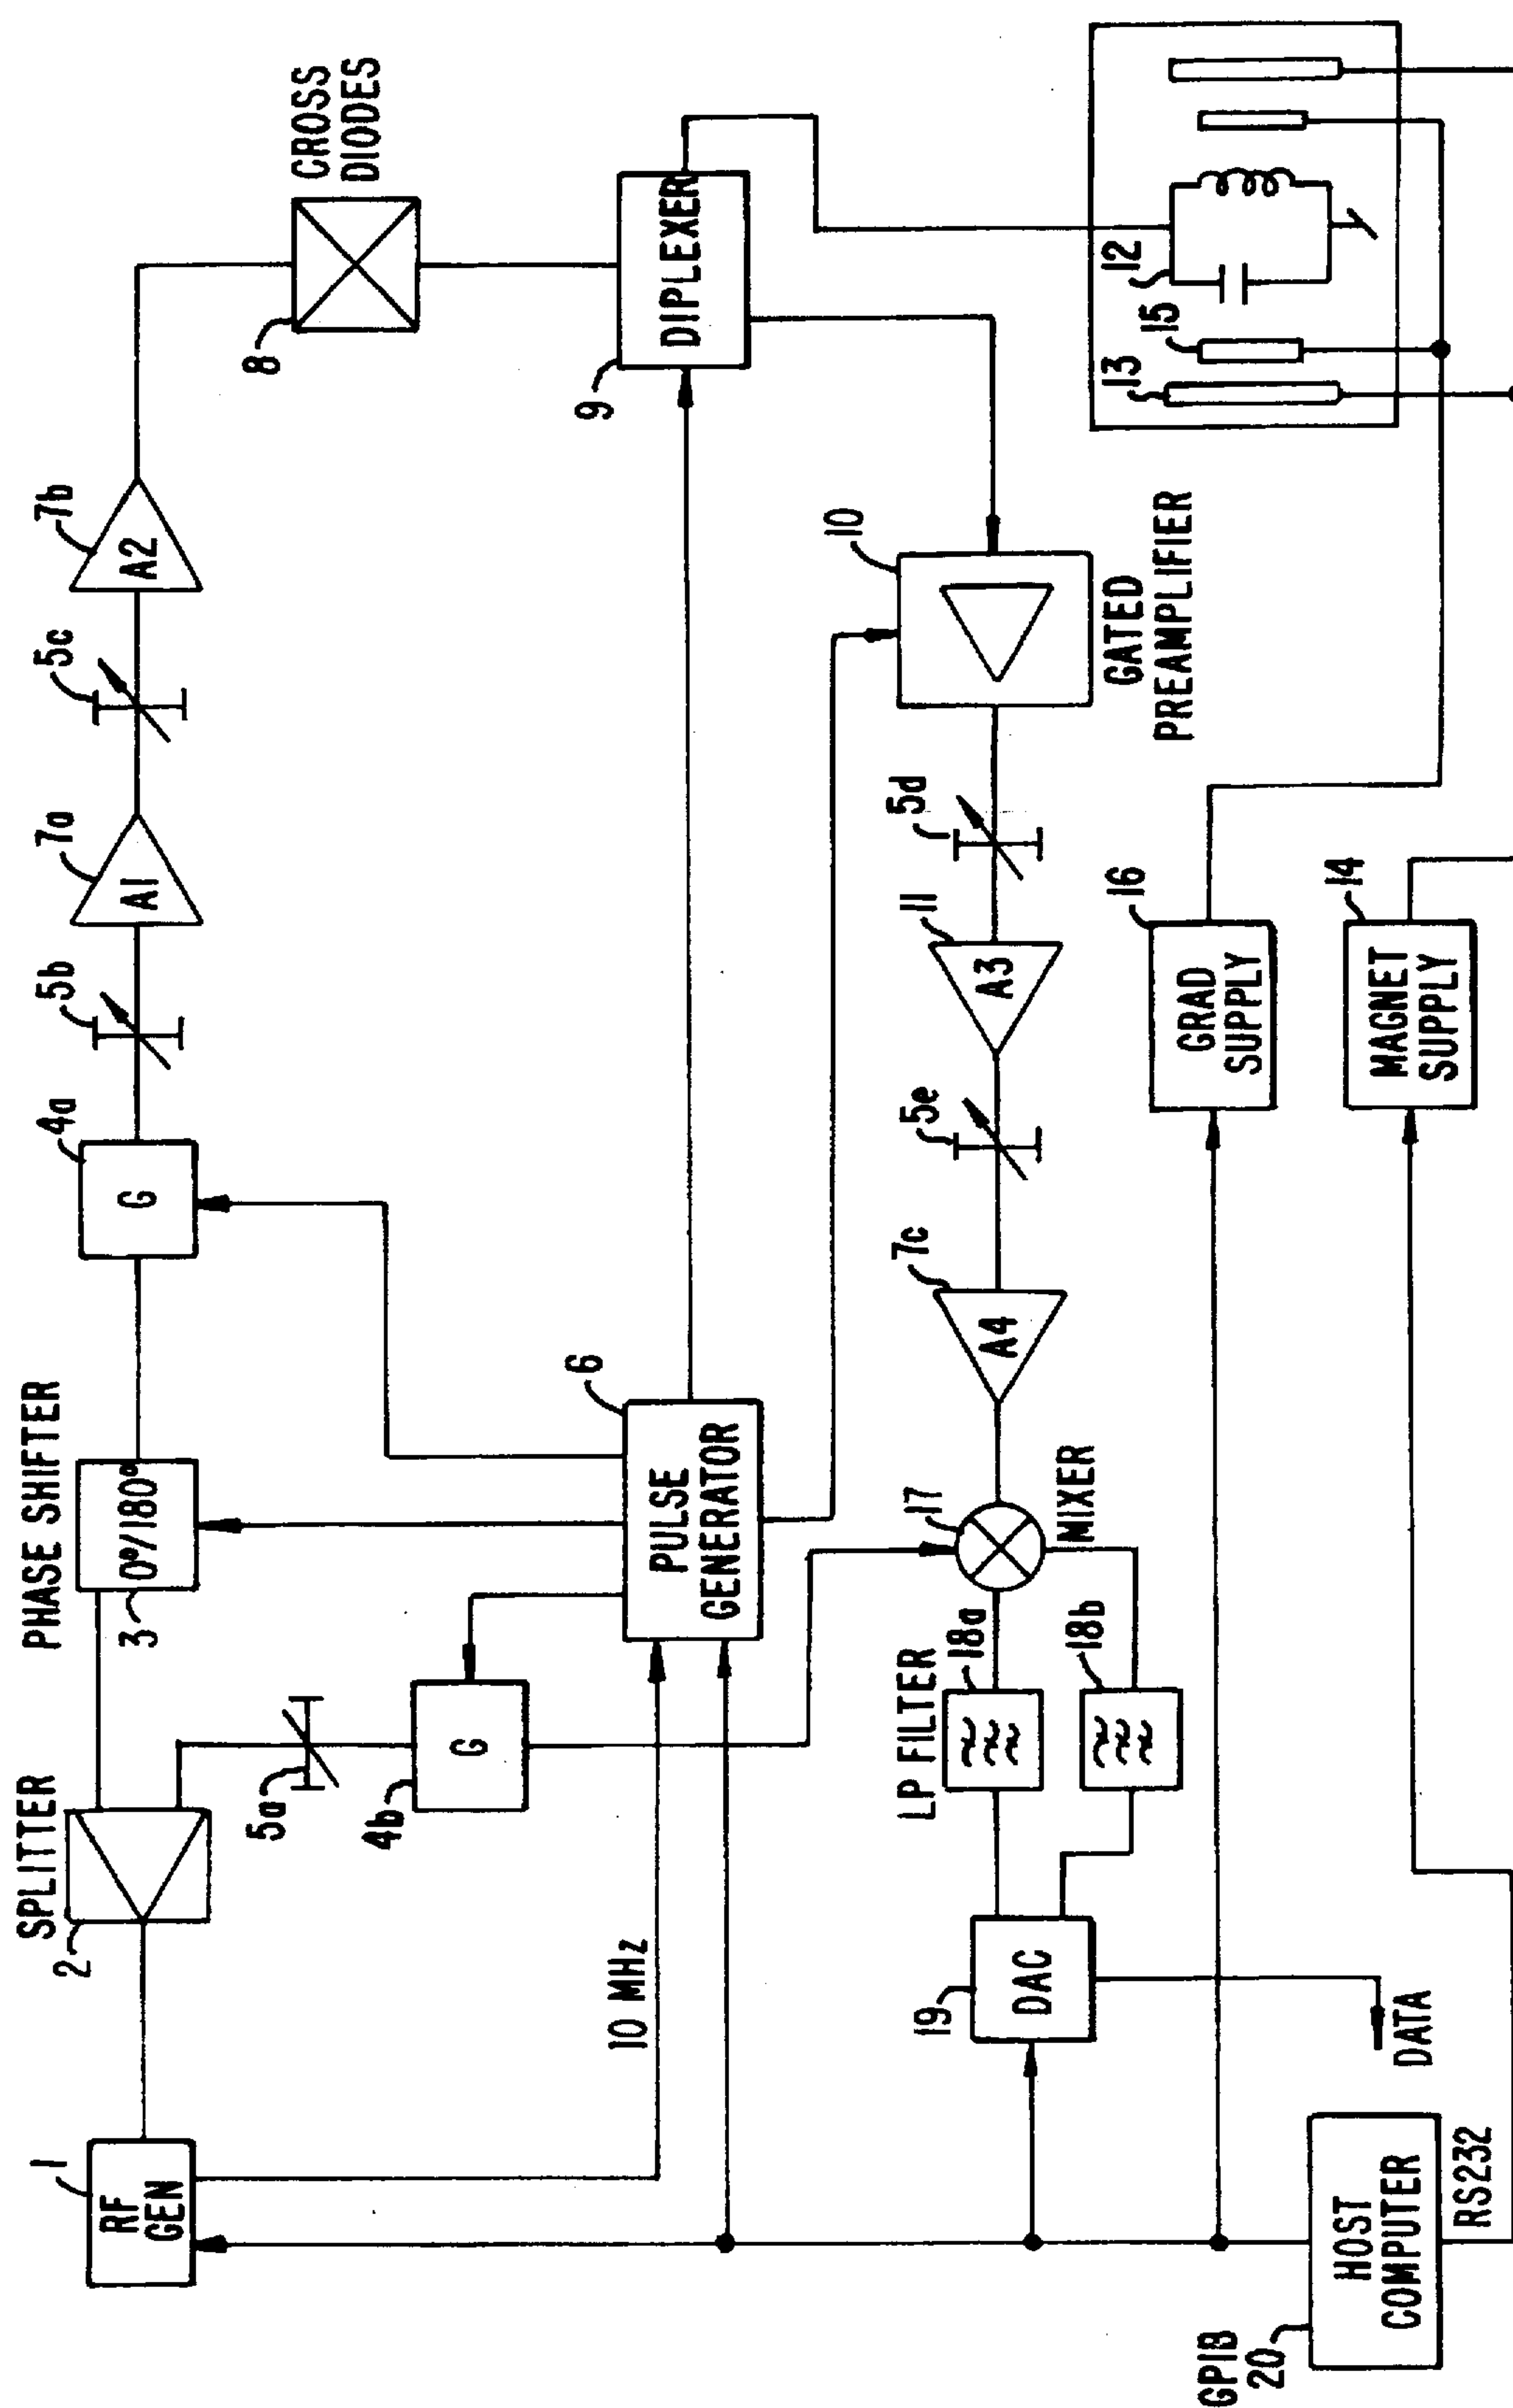 SPLITTER
PHASE SHIFTER
1
RF
GEN
2
3
0°/180°
4a
G
5b
7a
A1
5c
7b
A2
8
CROSS
DIODES
5a
4b
G
10 MHz
6
PULSE
GENERATOR
9
DIPLEXER
LP FILTER
18a
18b
17
MIXER
7c
A4
5e
11
A3
5d
10
GATED
PREAMPLIFIER
19
DAC
DATA
16
GRAD
SUPPLY
14
MAGNET
SUPPLY
13
15
12
GPIB
20
HOST
COMPUTER
RS232